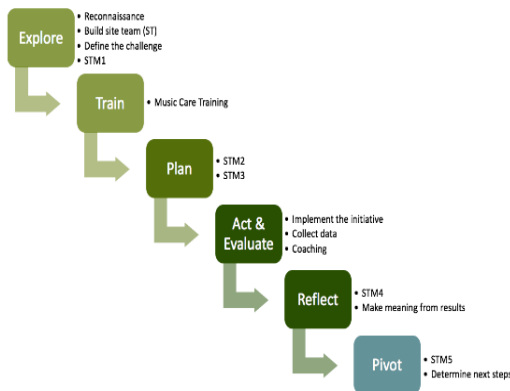 Explore
• Reconnaissance
• Build site team (ST)
• Define the challenge
• STM1
Train
• Music Care Training
Plan
• STM2
• STM3
Act &
Evaluate
• Implement the initiative
• Collect data
• Coaching
Reflect
• STM4
• Make meaning from results
Pivot
• STM5
• Determine next steps